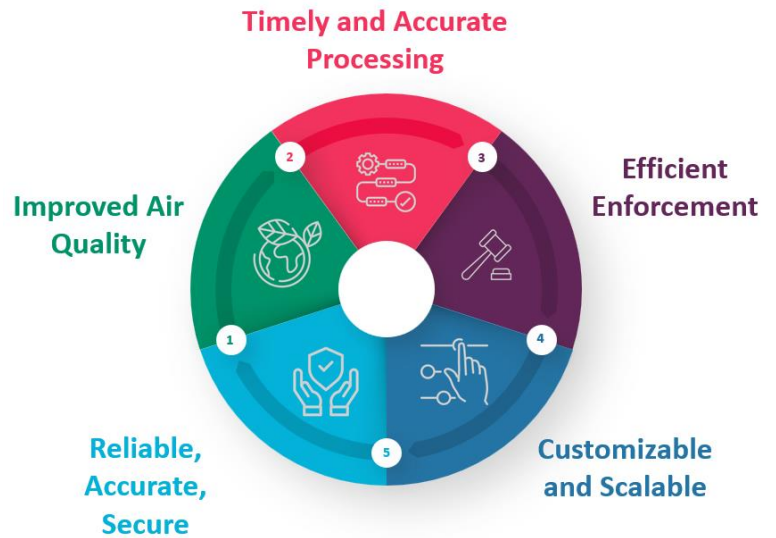 Timely and Accurate
Processing
2
3
Improved Air
Quality
Efficient
Enforcement
1
4
5
Reliable,
Accurate,
Secure
Customizable
and Scalable